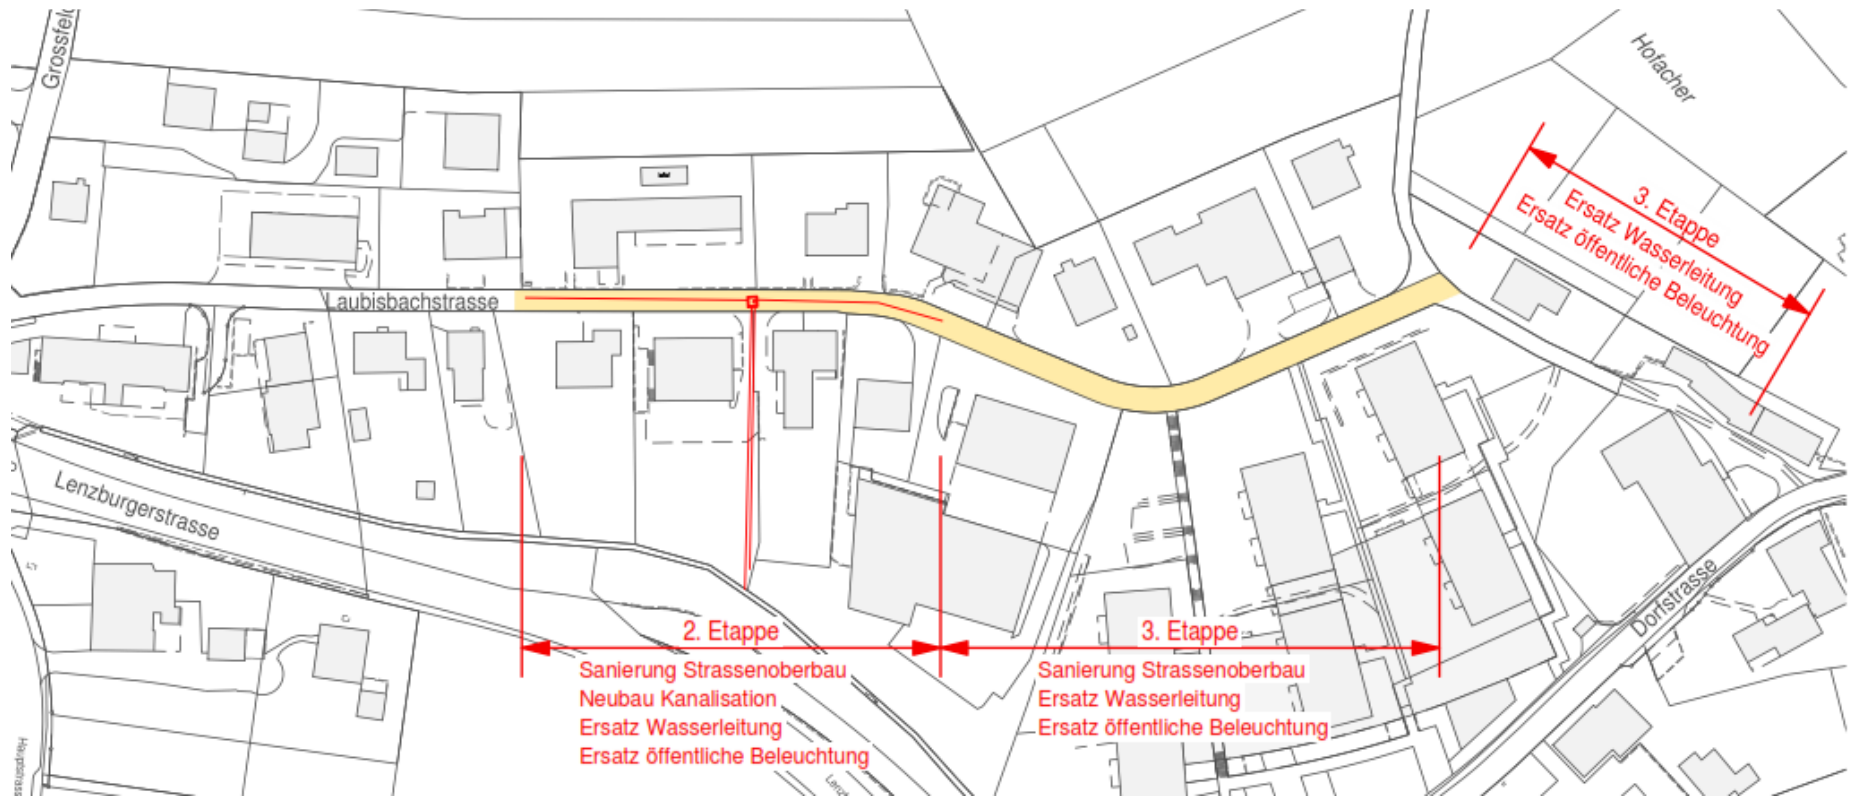 Grossfeld
Hofacher
3. Etappe
Ersatz Wasserleitung
Ersatz öffentliche Beleuchtung
Laubisbachstrasse
Lenzburgerstrasse
Dorfstrasse
2. Etappe
Sanierung Strassenoberbau
Neubau Kanalisation
Ersatz Wasserleitung
Ersatz öffentliche Beleuchtung
3. Etappe
Sanierung Strassenoberbau
Ersatz Wasserleitung
Ersatz öffentliche Beleuchtung
Hauptstrass